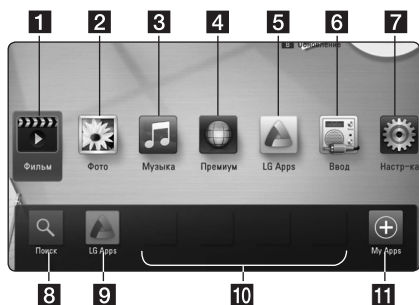 1 2 3 4 5 6 7
Обновление
Фильм Фото Музыка Премиум LG Apps Ввод Настр-ка
Поиск LG Apps My Apps
8 9 10 11